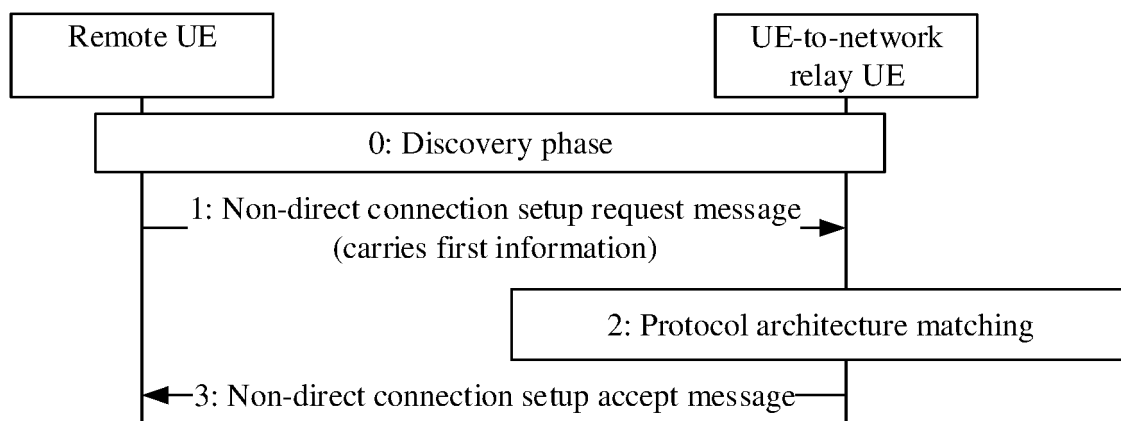 Remote UE
UE-to-network
relay UE
0: Discovery phase
1: Non-direct connection setup request message
(carries first information)
2: Protocol architecture matching
3: Non-direct connection setup accept message